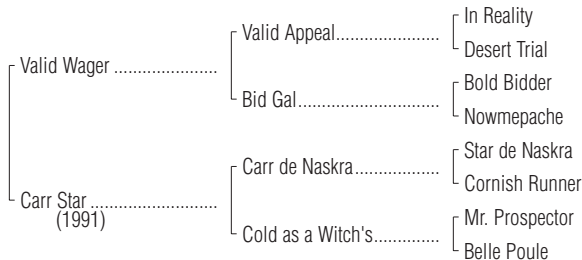 In Reality
Valid Appeal.....................
Desert Trial
Valid Wager .....................
Bold Bidder
Bid Gal............................
Nowmepache
Star de Naskra
Carr de Naskra.................
Cornish Runner
Carr Star .........................
(1991)
Mr. Prospector
Cold as a Witch's.............
Belle Poule